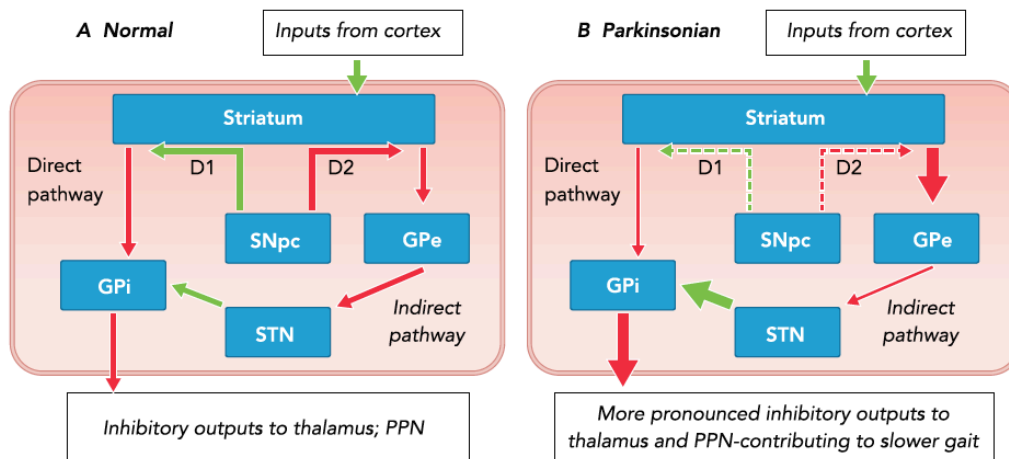 A Normal
Inputs from cortex
Striatum
Direct
pathway
D1
D2
SNpc
GPe
GPi
STN
Indirect
pathway
Inhibitory outputs to thalamus; PPN
B Parkinsonian
Inputs from cortex
Striatum
Direct
pathway
D1
D2
SNpc
GPe
GPi
STN
Indirect
pathway
More pronounced inhibitory outputs to
thalamus and PPN-contributing to slower gait